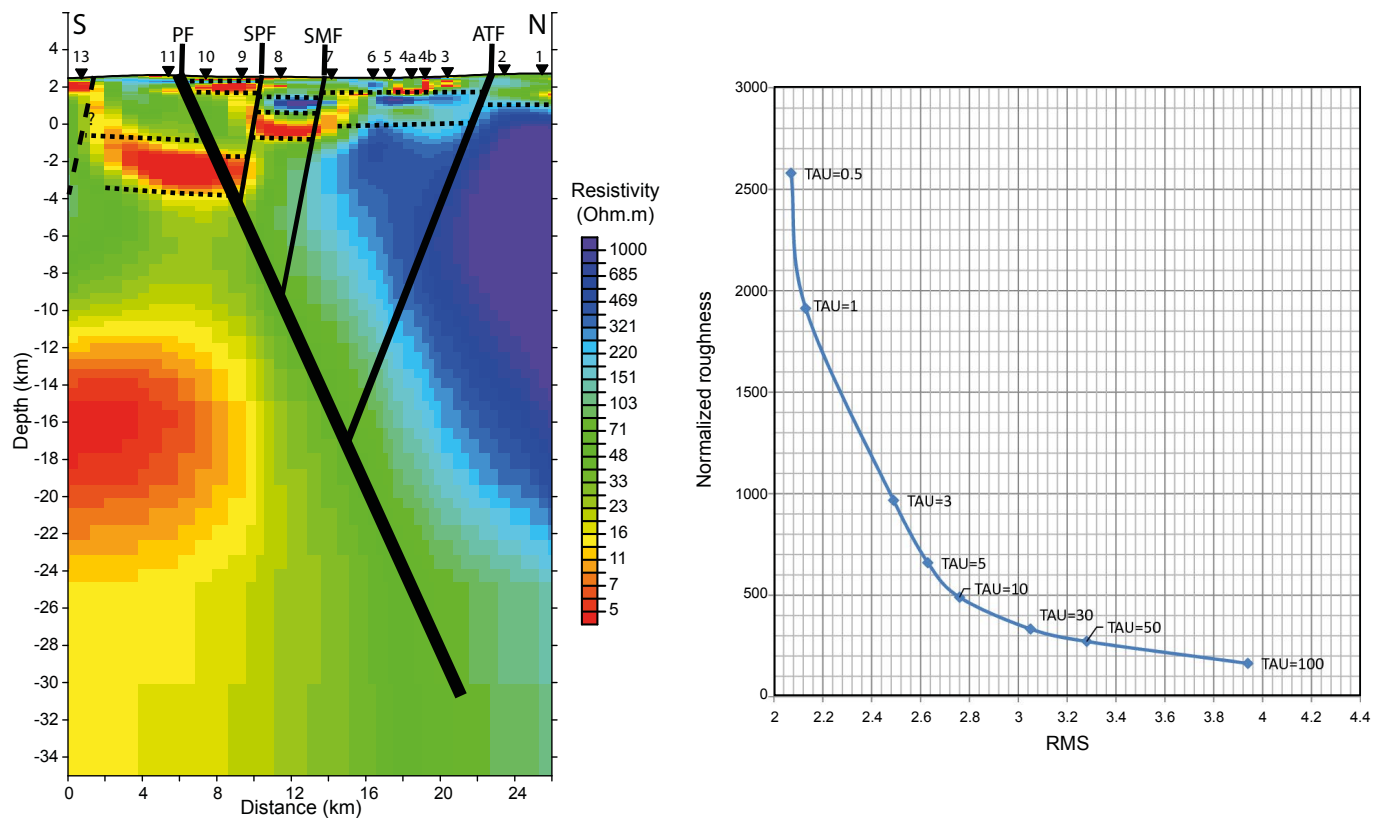 S N
PF SPF SMF ATF
13 11 10 9 8 7 6 5 4a 4b 3 2 1
?
4
2
0
-2
-4
-6
-8
-10
-12
-14
-16
-18
-20
-22
-24
-26
-28
-30
-32
-34
Depth (km)
0 4 8 12 16 20 24
Distance (km)
Resistivity
(Ohm.m)
1000
685
469
321
220
151
103
71
48
33
23
16
11
7
5
3000
2500
2000
1500
1000
500
0
Normalized roughness
TAU=0.5
TAU=1
TAU=3
TAU=5
TAU=10
TAU=30
TAU=50
TAU=100
2 2.2 2.4 2.6 2.8 3 3.2 3.4 3.6 3.8 4 4.2 4.4
RMS